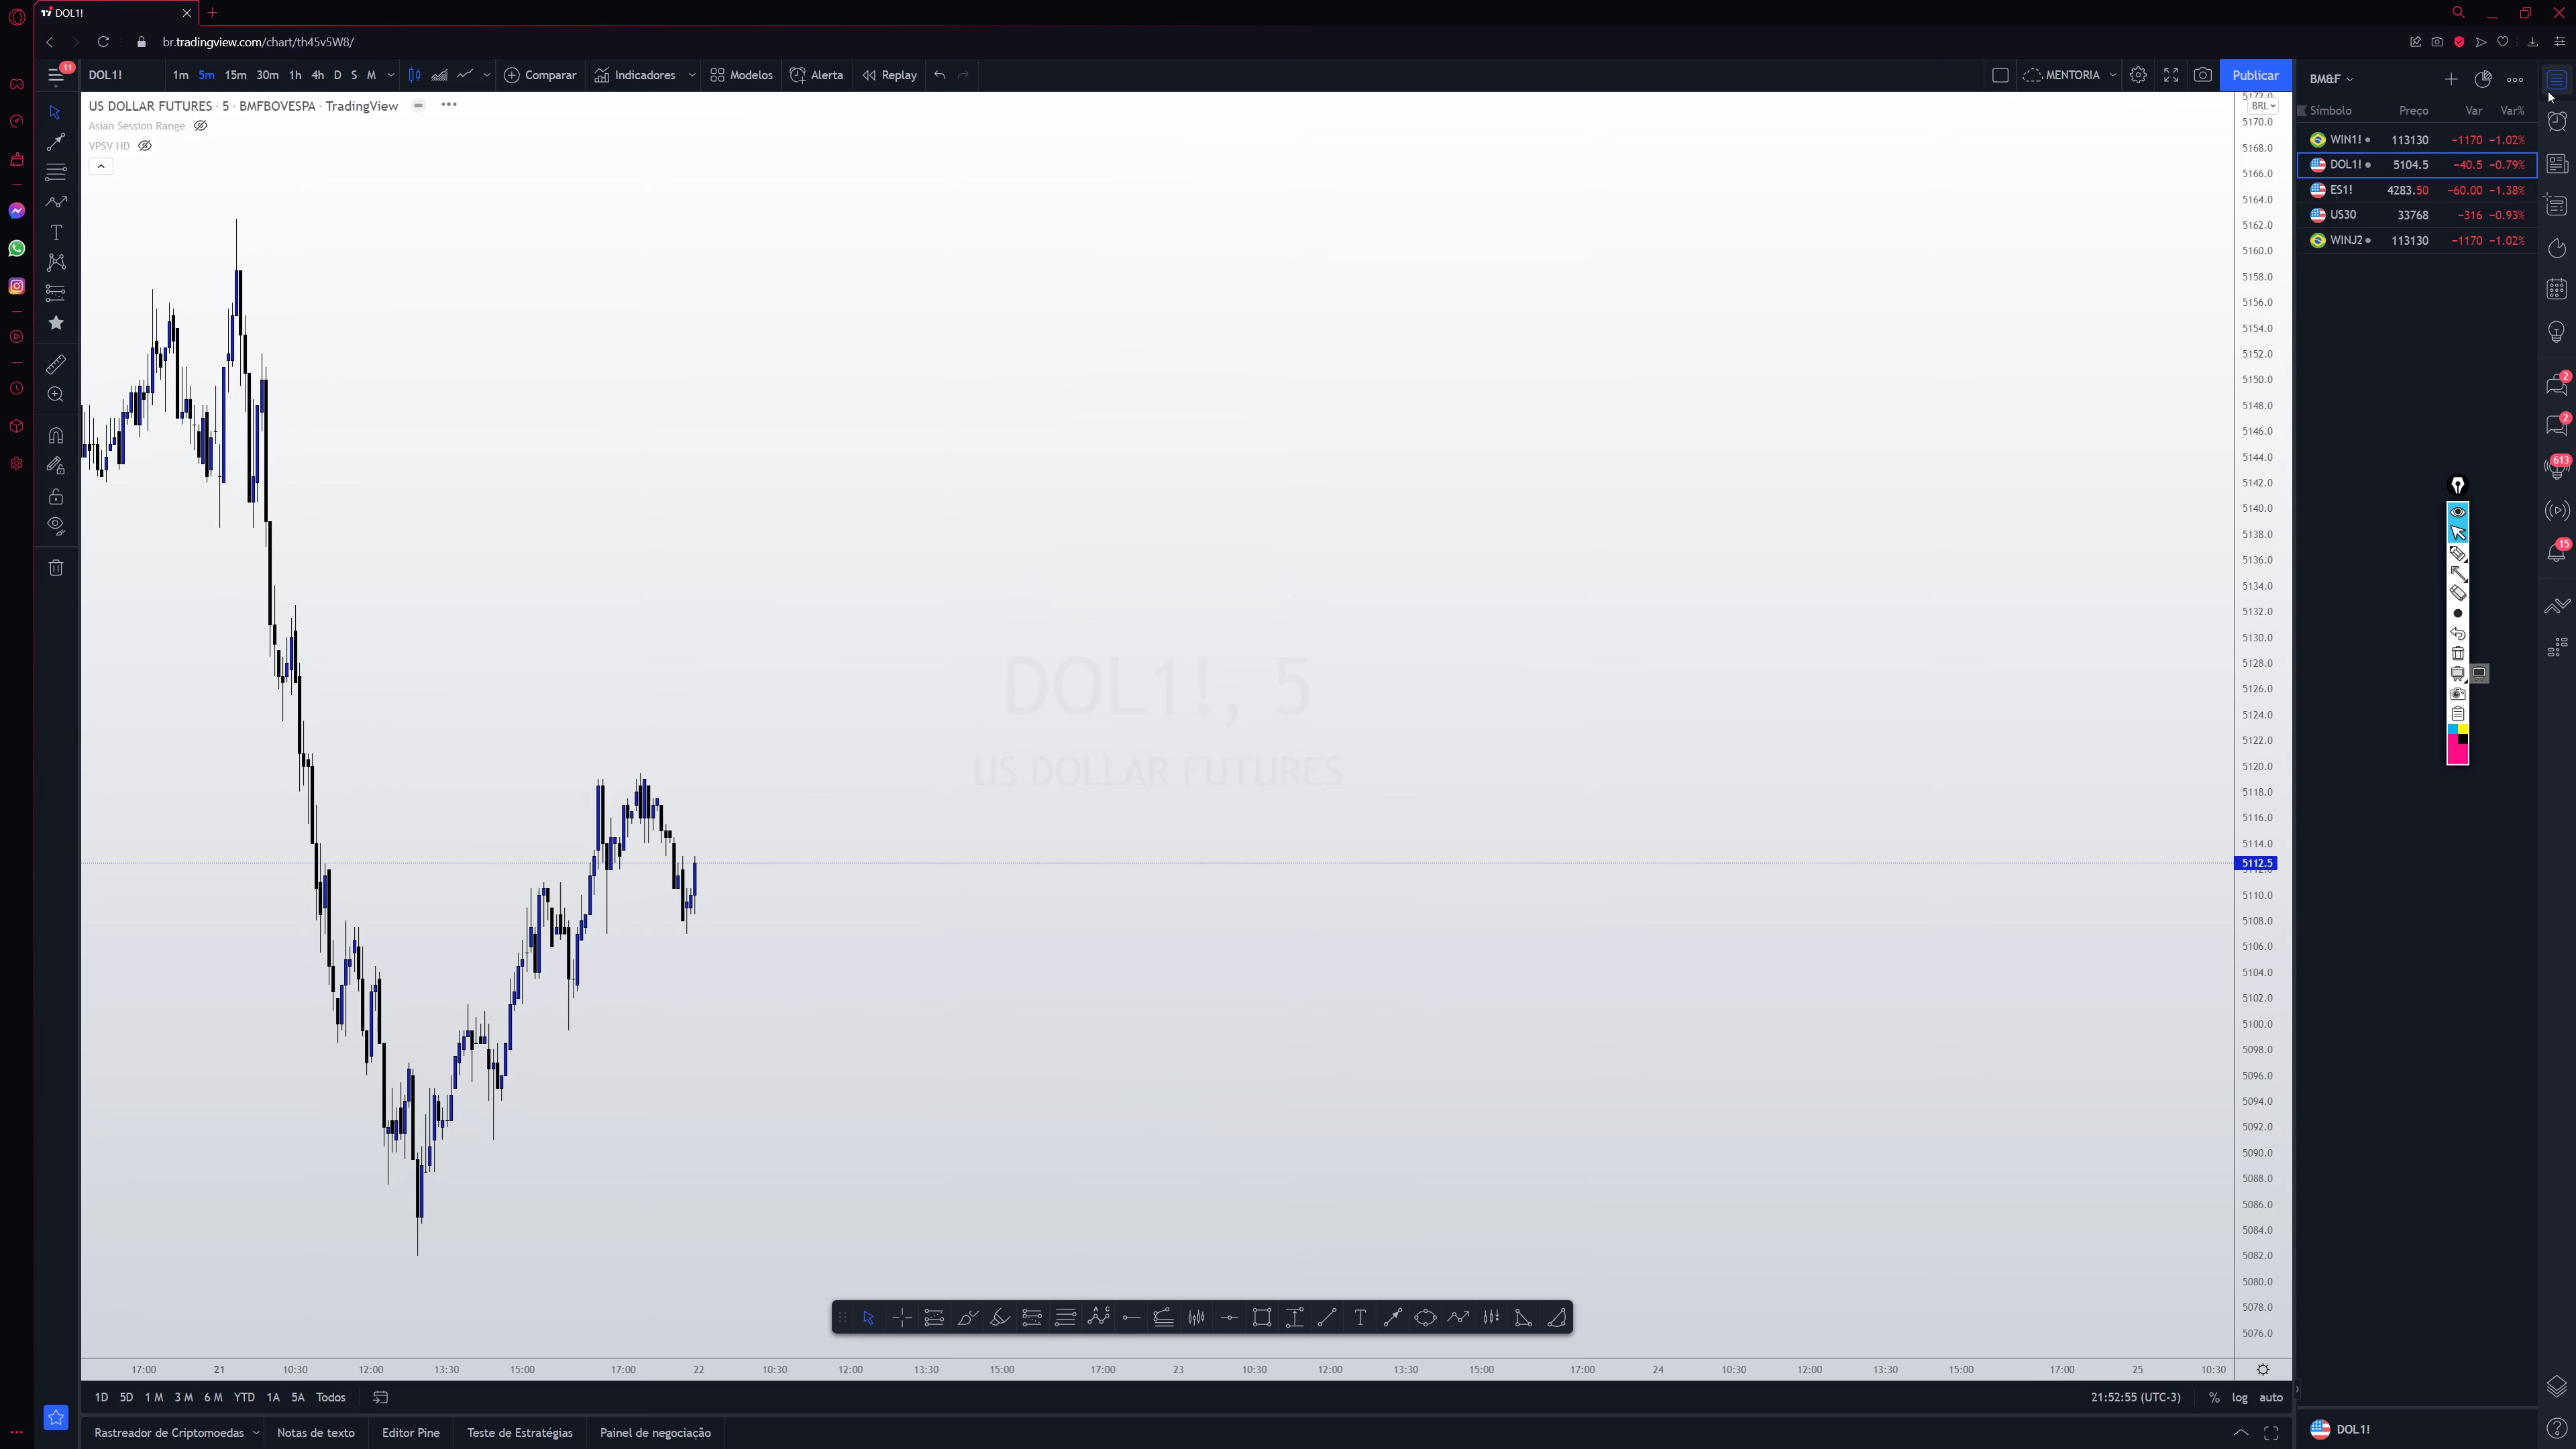 DOL1!
br.tradingview.com/chart/th45v5W8/
11
DOL1! 1m 5m 15m 30m 1h 4h D S M Comparar Indicadores Modelos Alerta Replay MENTORIA Publicar
US DOLLAR FUTURES · 5 · BMFBOVESPA · TradingView
Asian Session Range
VPSV HD
BM&F
Símbolo Preço Var Var%
WIN1! 113130 −1170 −1.02%
DOL1! 5104.5 −40.5 −0.79%
ES1! 4283.50 −60.00 −1.38%
US30 33768 −316 −0.93%
WINJ2 113130 −1170 −1.02%
2
2
613
15
5172.0
BRL
5170.0
5168.0
5166.0
5164.0
5162.0
5160.0
5158.0
5156.0
5154.0
5152.0
5150.0
5148.0
5146.0
5144.0
5142.0
5140.0
5138.0
5136.0
5134.0
5132.0
5130.0
5128.0
5126.0
5124.0
5122.0
5120.0
5118.0
5116.0
5114.0
5112.5
5110.0
5108.0
5106.0
5104.0
5102.0
5100.0
5098.0
5096.0
5094.0
5092.0
5090.0
5088.0
5086.0
5084.0
5082.0
5080.0
5078.0
5076.0
DOL1!, 5
US DOLLAR FUTURES
A C
17:00 21 10:30 12:00 13:30 15:00 17:00 22 10:30 12:00 13:30 15:00 17:00 23 10:30 12:00 13:30 15:00 17:00 24 10:30 12:00 13:30 15:00 17:00 25 10:30
1D 5D 1M 3M 6M YTD 1A 5A Todos 21:52:55 (UTC-3) % log auto
Rastreador de Criptomoedas Notas de texto Editor Pine Teste de Estratégias Painel de negociação
DOL1!